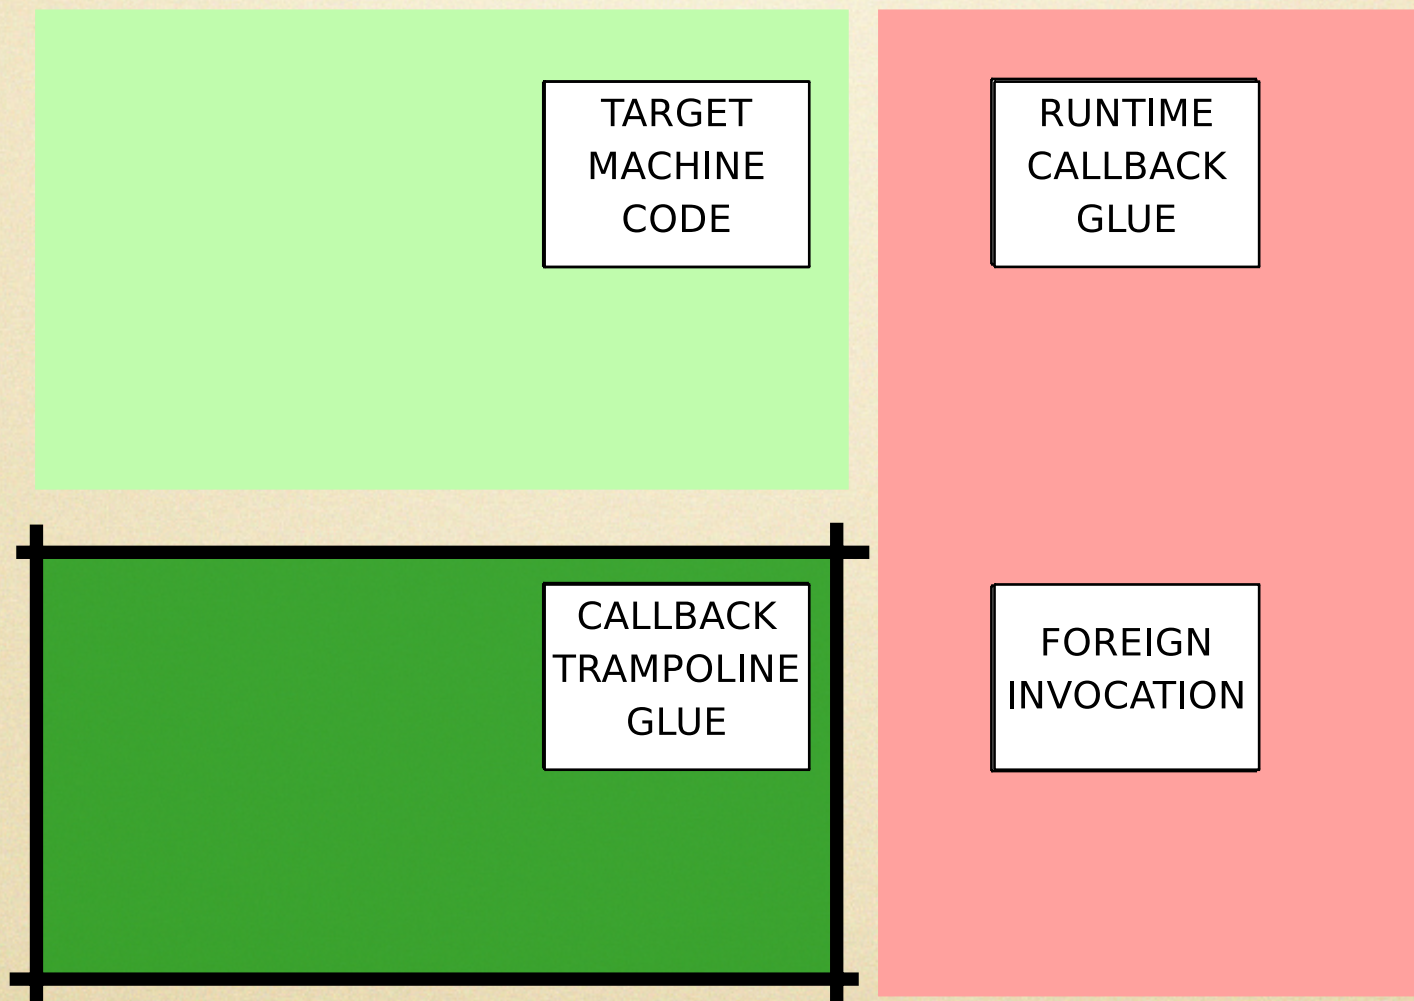 TARGET
MACHINE
CODE
RUNTIME
CALLBACK
GLUE
CALLBACK
TRAMPOLINE
GLUE
FOREIGN
INVOCATION